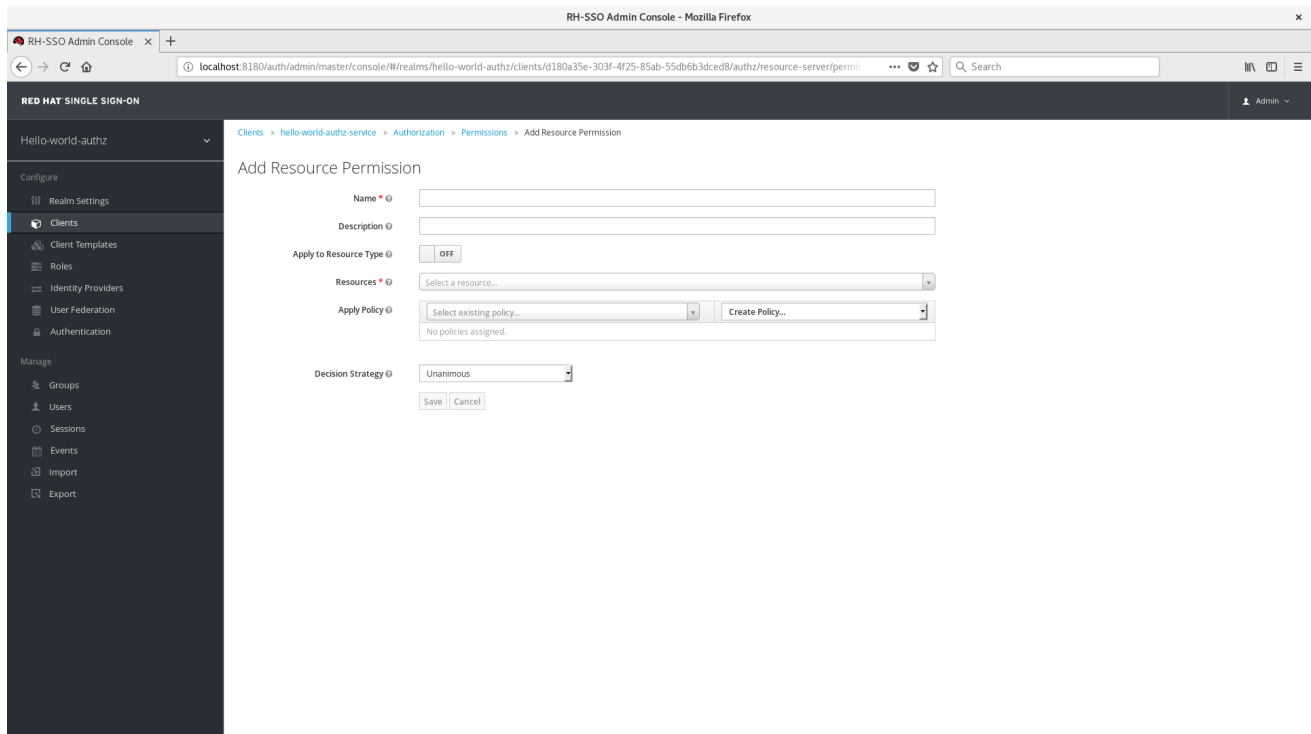 RH-SSO Admin Console - Mozilla Firefox
RH-SSO Admin Console
localhost:8180/auth/admin/master/console/#/realms/hello-world-authz/clients/d180a35e-303f-4f25-85ab-55db6b3dced8/authz/resource-server/permis
Search
RED HAT SINGLE SIGN-ON
Admin
Hello-world-authz
Clients » hello-world-authz-service » Authorization » Permissions » Add Resource Permission
Add Resource Permission
Configure
Realm Settings
Clients
Client Templates
Roles
Identity Providers
User Federation
Authentication
Manage
Groups
Users
Sessions
Events
Import
Export
Name *
Description
Apply to Resource Type
OFF
Resources *
Select a resource...
Apply Policy
Select existing policy...
Create Policy...
No policies assigned.
Decision Strategy
Unanimous
Save
Cancel